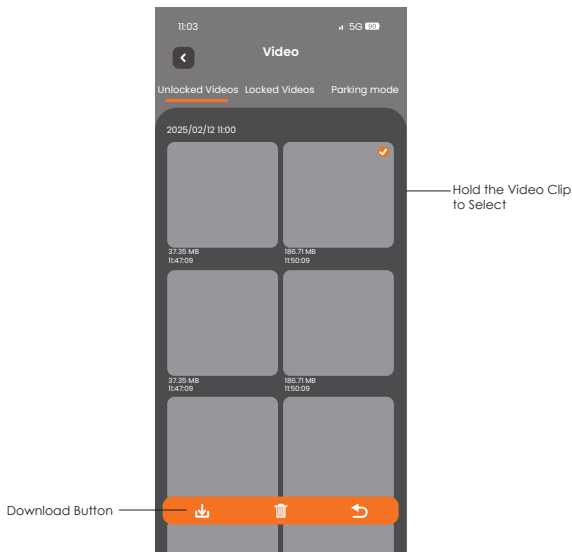 11:03
5G 90
Video
Unlocked Videos Locked Videos Parking mode
2025/02/12 11:00
Hold the Video Clip
to Select
37.35 MB
11:47:09
186.71 MB
11:50:09
37.35 MB
11:47:09
186.71 MB
11:50:09
Download Button